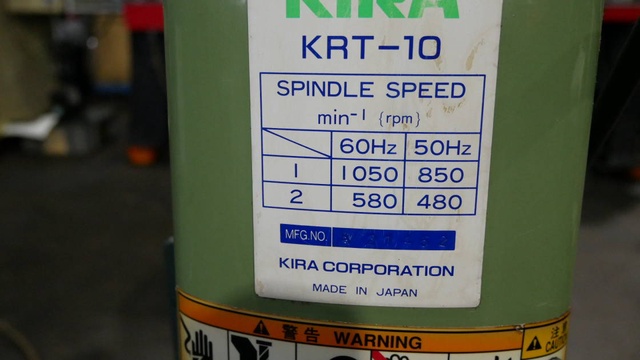 KIRA
KRT-10
SPINDLE SPEED
min⁻¹ {rpm}
60Hz 50Hz
1 1050 850
2 580 480
MFG.NO.
KIRA CORPORATION
MADE IN JAPAN
警告 WARNING
注意
CAUTION